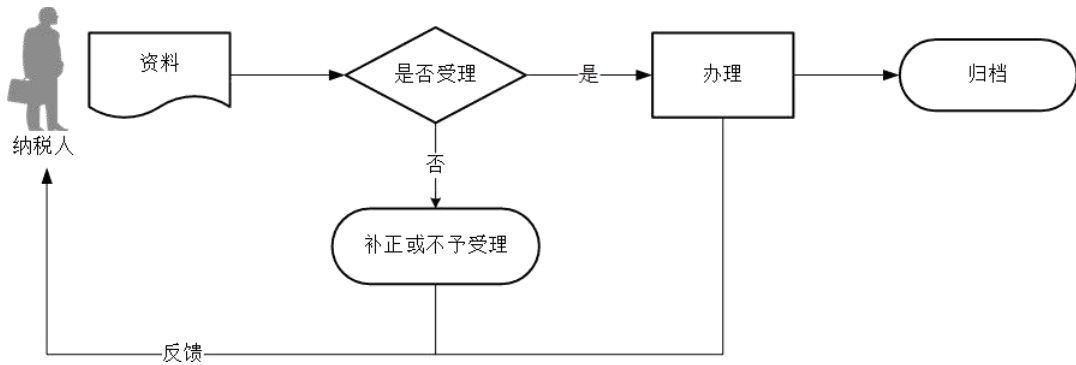 资料
是否受理
是
办理
归档
纳税人
否
补正或不予受理
反馈